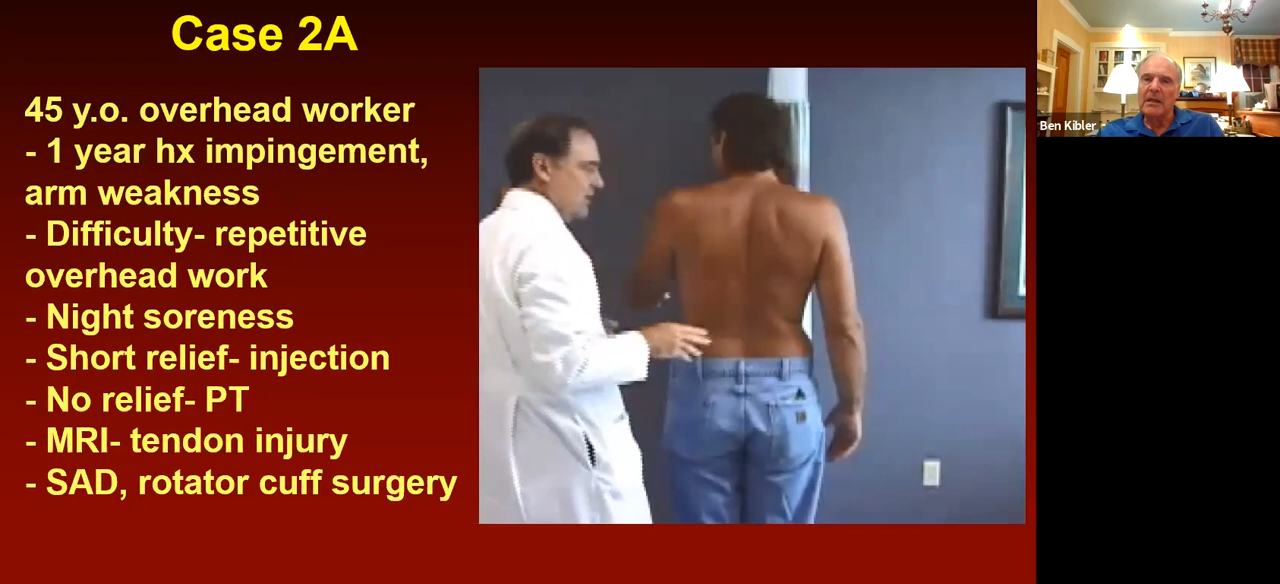 Case 2A
45 y.o. overhead worker
- 1 year hx impingement,
arm weakness
- Difficulty- repetitive
overhead work
- Night soreness
- Short relief- injection
- No relief- PT
- MRI- tendon injury
- SAD, rotator cuff surgery
Ben Kibler